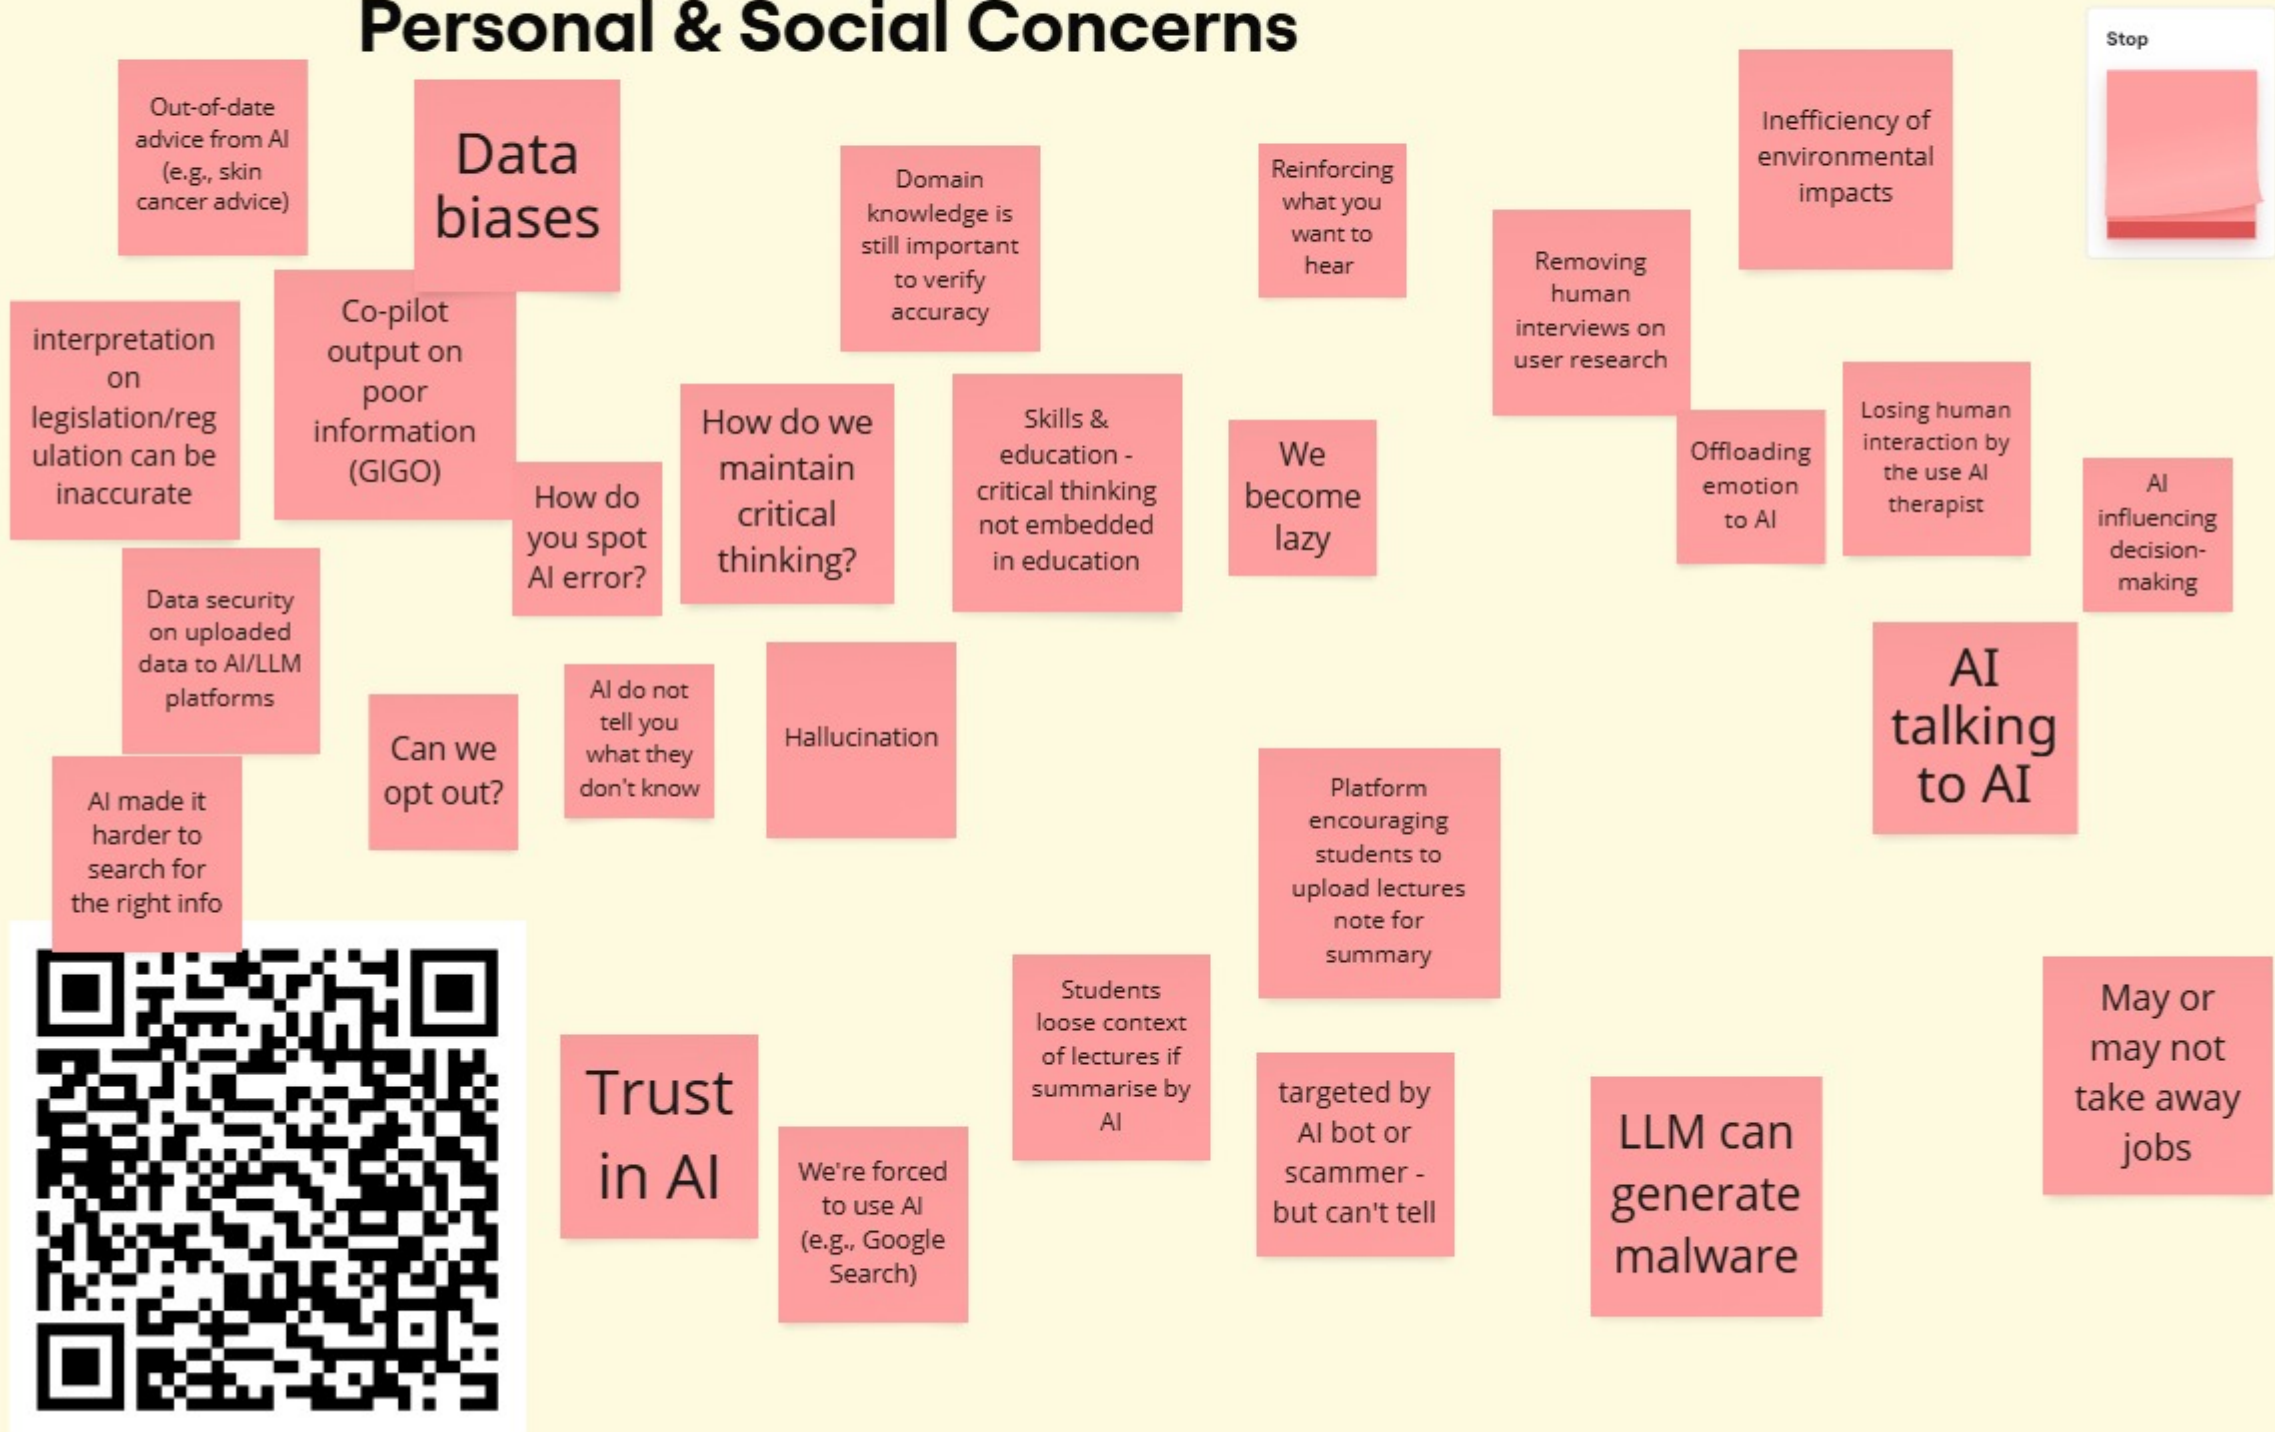 Personal & Social Concerns
Stop
Out-of-date
advice from AI
(e.g., skin
cancer advice)
Data
biases
Domain
knowledge is
still important
to verify
accuracy
Reinforcing
what you
want to
hear
Inefficiency of
environmental
impacts
Removing
human
interviews on
user research
interpretation
on
legislation/reg
ulation can be
inaccurate
Co-pilot
output on
poor
information
(GIGO)
How do
you spot
AI error?
How do we
maintain
critical
thinking?
Skills &
education -
critical thinking
not embedded
in education
We
become
lazy
Offloading
emotion
to AI
Losing human
interaction by
the use AI
therapist
AI
influencing
decision-
making
Data security
on uploaded
data to AI/LLM
platforms
Can we
opt out?
AI do not
tell you
what they
don't know
Hallucination
AI
talking
to AI
AI made it
harder to
search for
the right info
Platform
encouraging
students to
upload lectures
note for
summary
Students
loose context
of lectures if
summarise by
AI
Trust
in AI
We're forced
to use AI
(e.g., Google
Search)
targeted by
AI bot or
scammer -
but can't tell
LLM can
generate
malware
May or
may not
take away
jobs